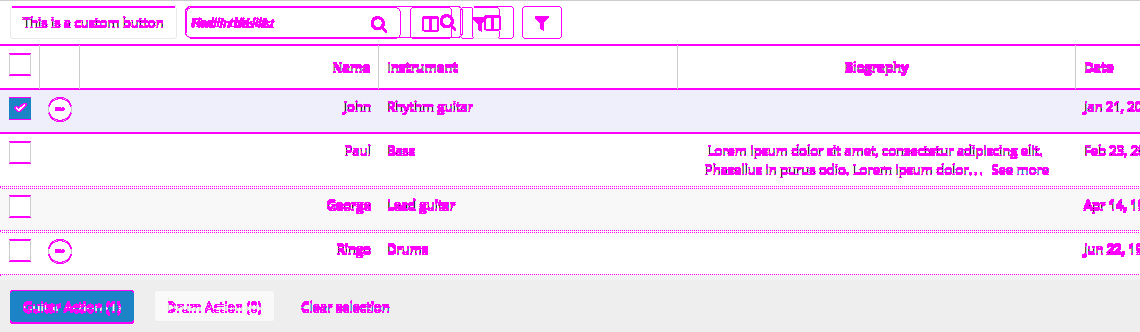 This is a custom button
Name Instrument Biography Date
John Rhythm guitar Jan 21, 20
Paul Bass Lorem ipsum dolor sit amet, consectetur adipiscing elit. Feb 23, 2
Phasellus in purus odio. Lorem ipsum dolor... See more
George Lead guitar Apr 14, 1
Ringo Drums Jun 22, 19
Guitar Action (1) Drum Action (0) Clear selection